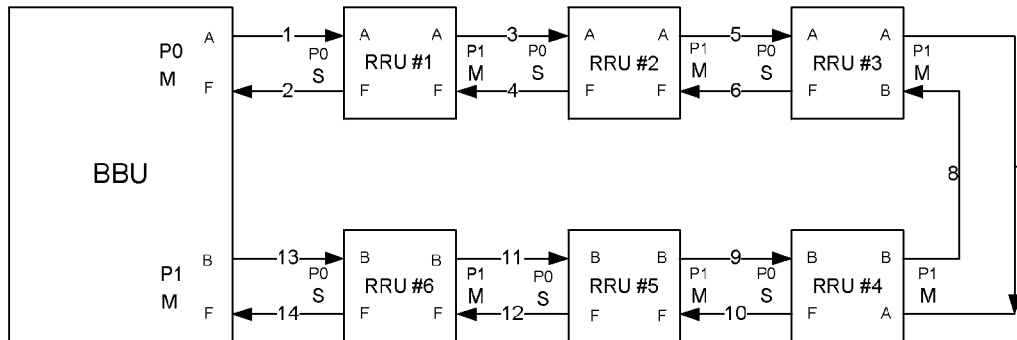 A 1 A A 3 A A 5 A A
P0 P0 RRU #1 P1 P0 RRU #2 P1 P0 RRU #3 P1
M S M S M S M
F 2 F F 4 F F 6 F B
BBU 8
B 13 B B 11 B B 9 B B
P1 P0 RRU #6 P1 P0 RRU #5 P1 P0 RRU #4 P1
M S M S M S M
F 14 F F 12 F F 10 F A